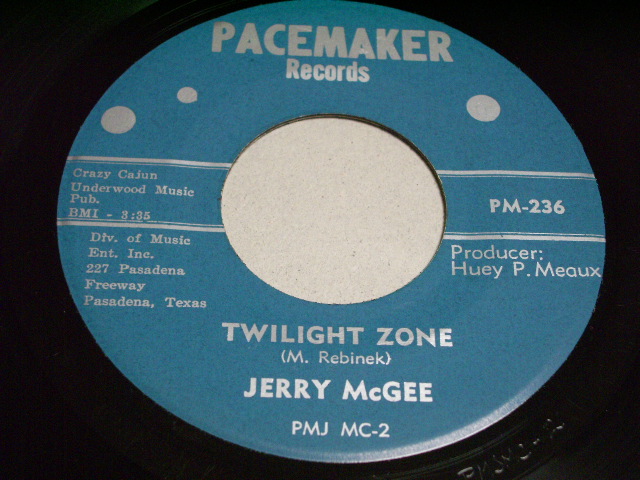 PACEMAKER
Records
Crazy Cajun
Underwood Music
Pub.
BMI - 3:35
Div. of Music
Ent. Inc.
227 Pasadena
Freeway
Pasadena, Texas
PM-236
Producer:
Huey P. Meaux
TWILIGHT ZONE
(M. Rebinek)
JERRY McGEE
PMJ MC-2